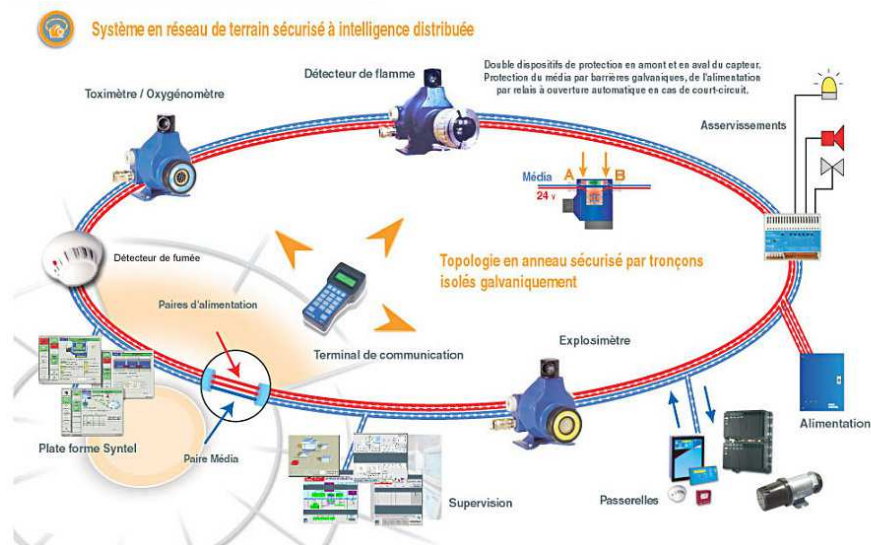 Système en réseau de terrain sécurisé à intelligence distribuée
Détecteur de flamme
Double dispositifs de protection en amont et en aval du capteur.
Protection du média par barrières galvaniques, de l'alimentation
par relais à ouverture automatique en cas de court-circuit.
Toximètre / Oxygénomètre
Asservissements
Média A B
24 v
Détecteur de fumée
Topologie en anneau sécurisé par tronçons
isolés galvaniquement
Paires d'alimentation
Terminal de communication
Explosimètre
Alimentation
Plate forme Syntel
Paire Média
Supervision
Passerelles